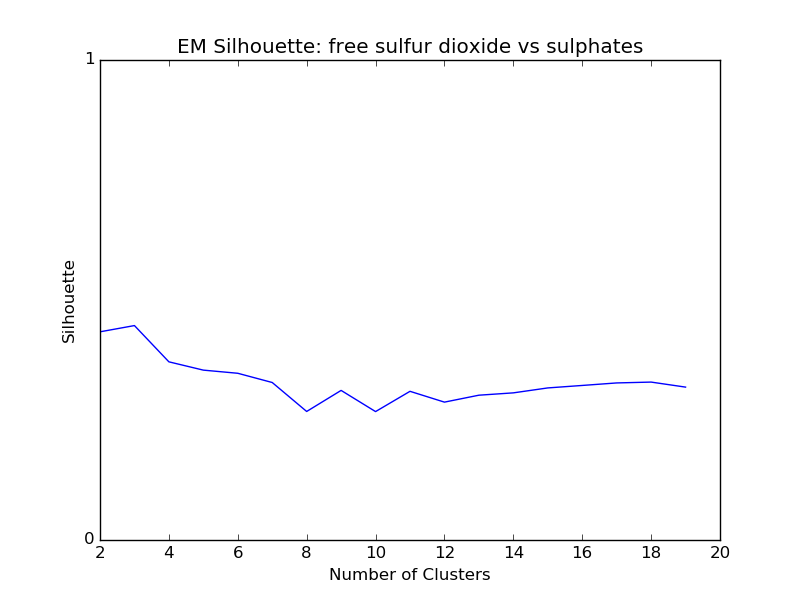 EM Silhouette: free sulfur dioxide vs sulphates
1
Silhouette
0
2 4 6 8 10 12 14 16 18 20
Number of Clusters